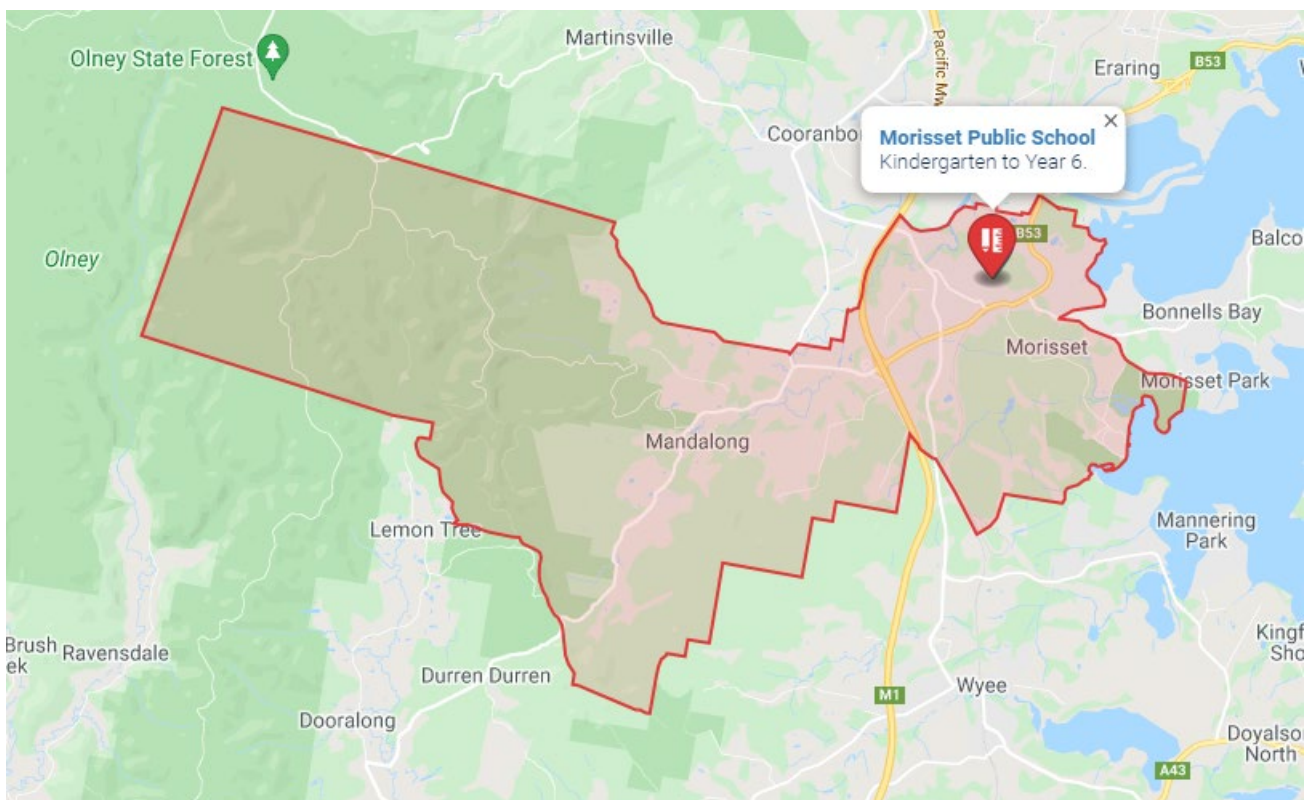 Martinsville
Olney State Forest
Pacific Mw
B53
Eraring
W
Cooranbo
Morisset Public School
Kindergarten to Year 6.
B53
Balco
Olney
Bonnells Bay
Morisset
Morisset Park
Mandalong
Lemon Tree
Mannering
Park
Brush
ek
Ravensdale
Kingf
Sho
Durren Durren
M1
Wyee
Dooralong
Doyalson
North
A43